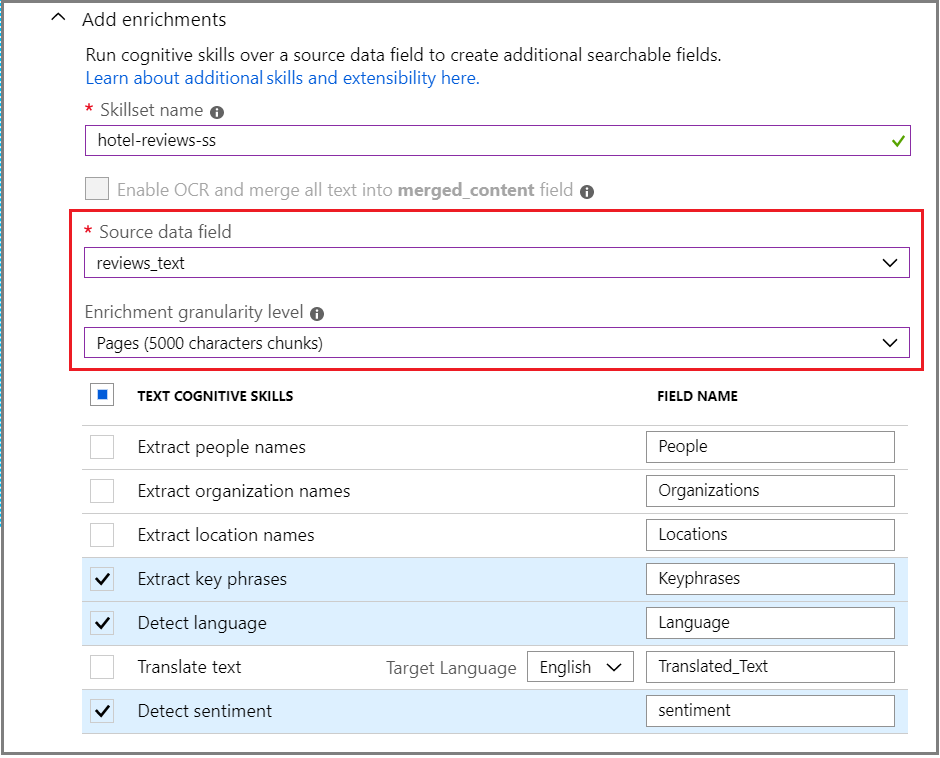 Add enrichments
Run cognitive skills over a source data field to create additional searchable fields.
Learn about additional skills and extensibility here.
* Skillset name
hotel-reviews-ss
Enable OCR and merge all text into merged_content field
* Source data field
reviews_text
Enrichment granularity level
Pages (5000 characters chunks)
TEXT COGNITIVE SKILLS FIELD NAME
Extract people names People
Extract organization names Organizations
Extract location names Locations
Extract key phrases Keyphrases
Detect language Language
Translate text Target Language English Translated_Text
Detect sentiment sentiment